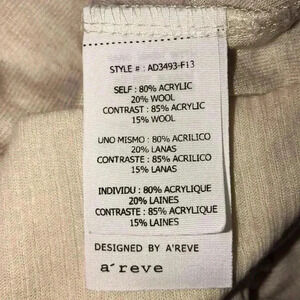 STYLE # : AD3493-F13
SELF : 80% ACRYLIC
20% WOOL
CONTRAST : 85% ACRYLIC
15% WOOL
UNO MISMO : 80% ACRILICO
20% LANAS
CONTRASTE : 85% ACRILICO
15% LANAS
INDIVIDU : 80% ACRYLIQUE
20% LAINES
CONTRASTE : 85% ACRYLIQUE
15% LAINES
DESIGNED BY A'REVE
a´reve